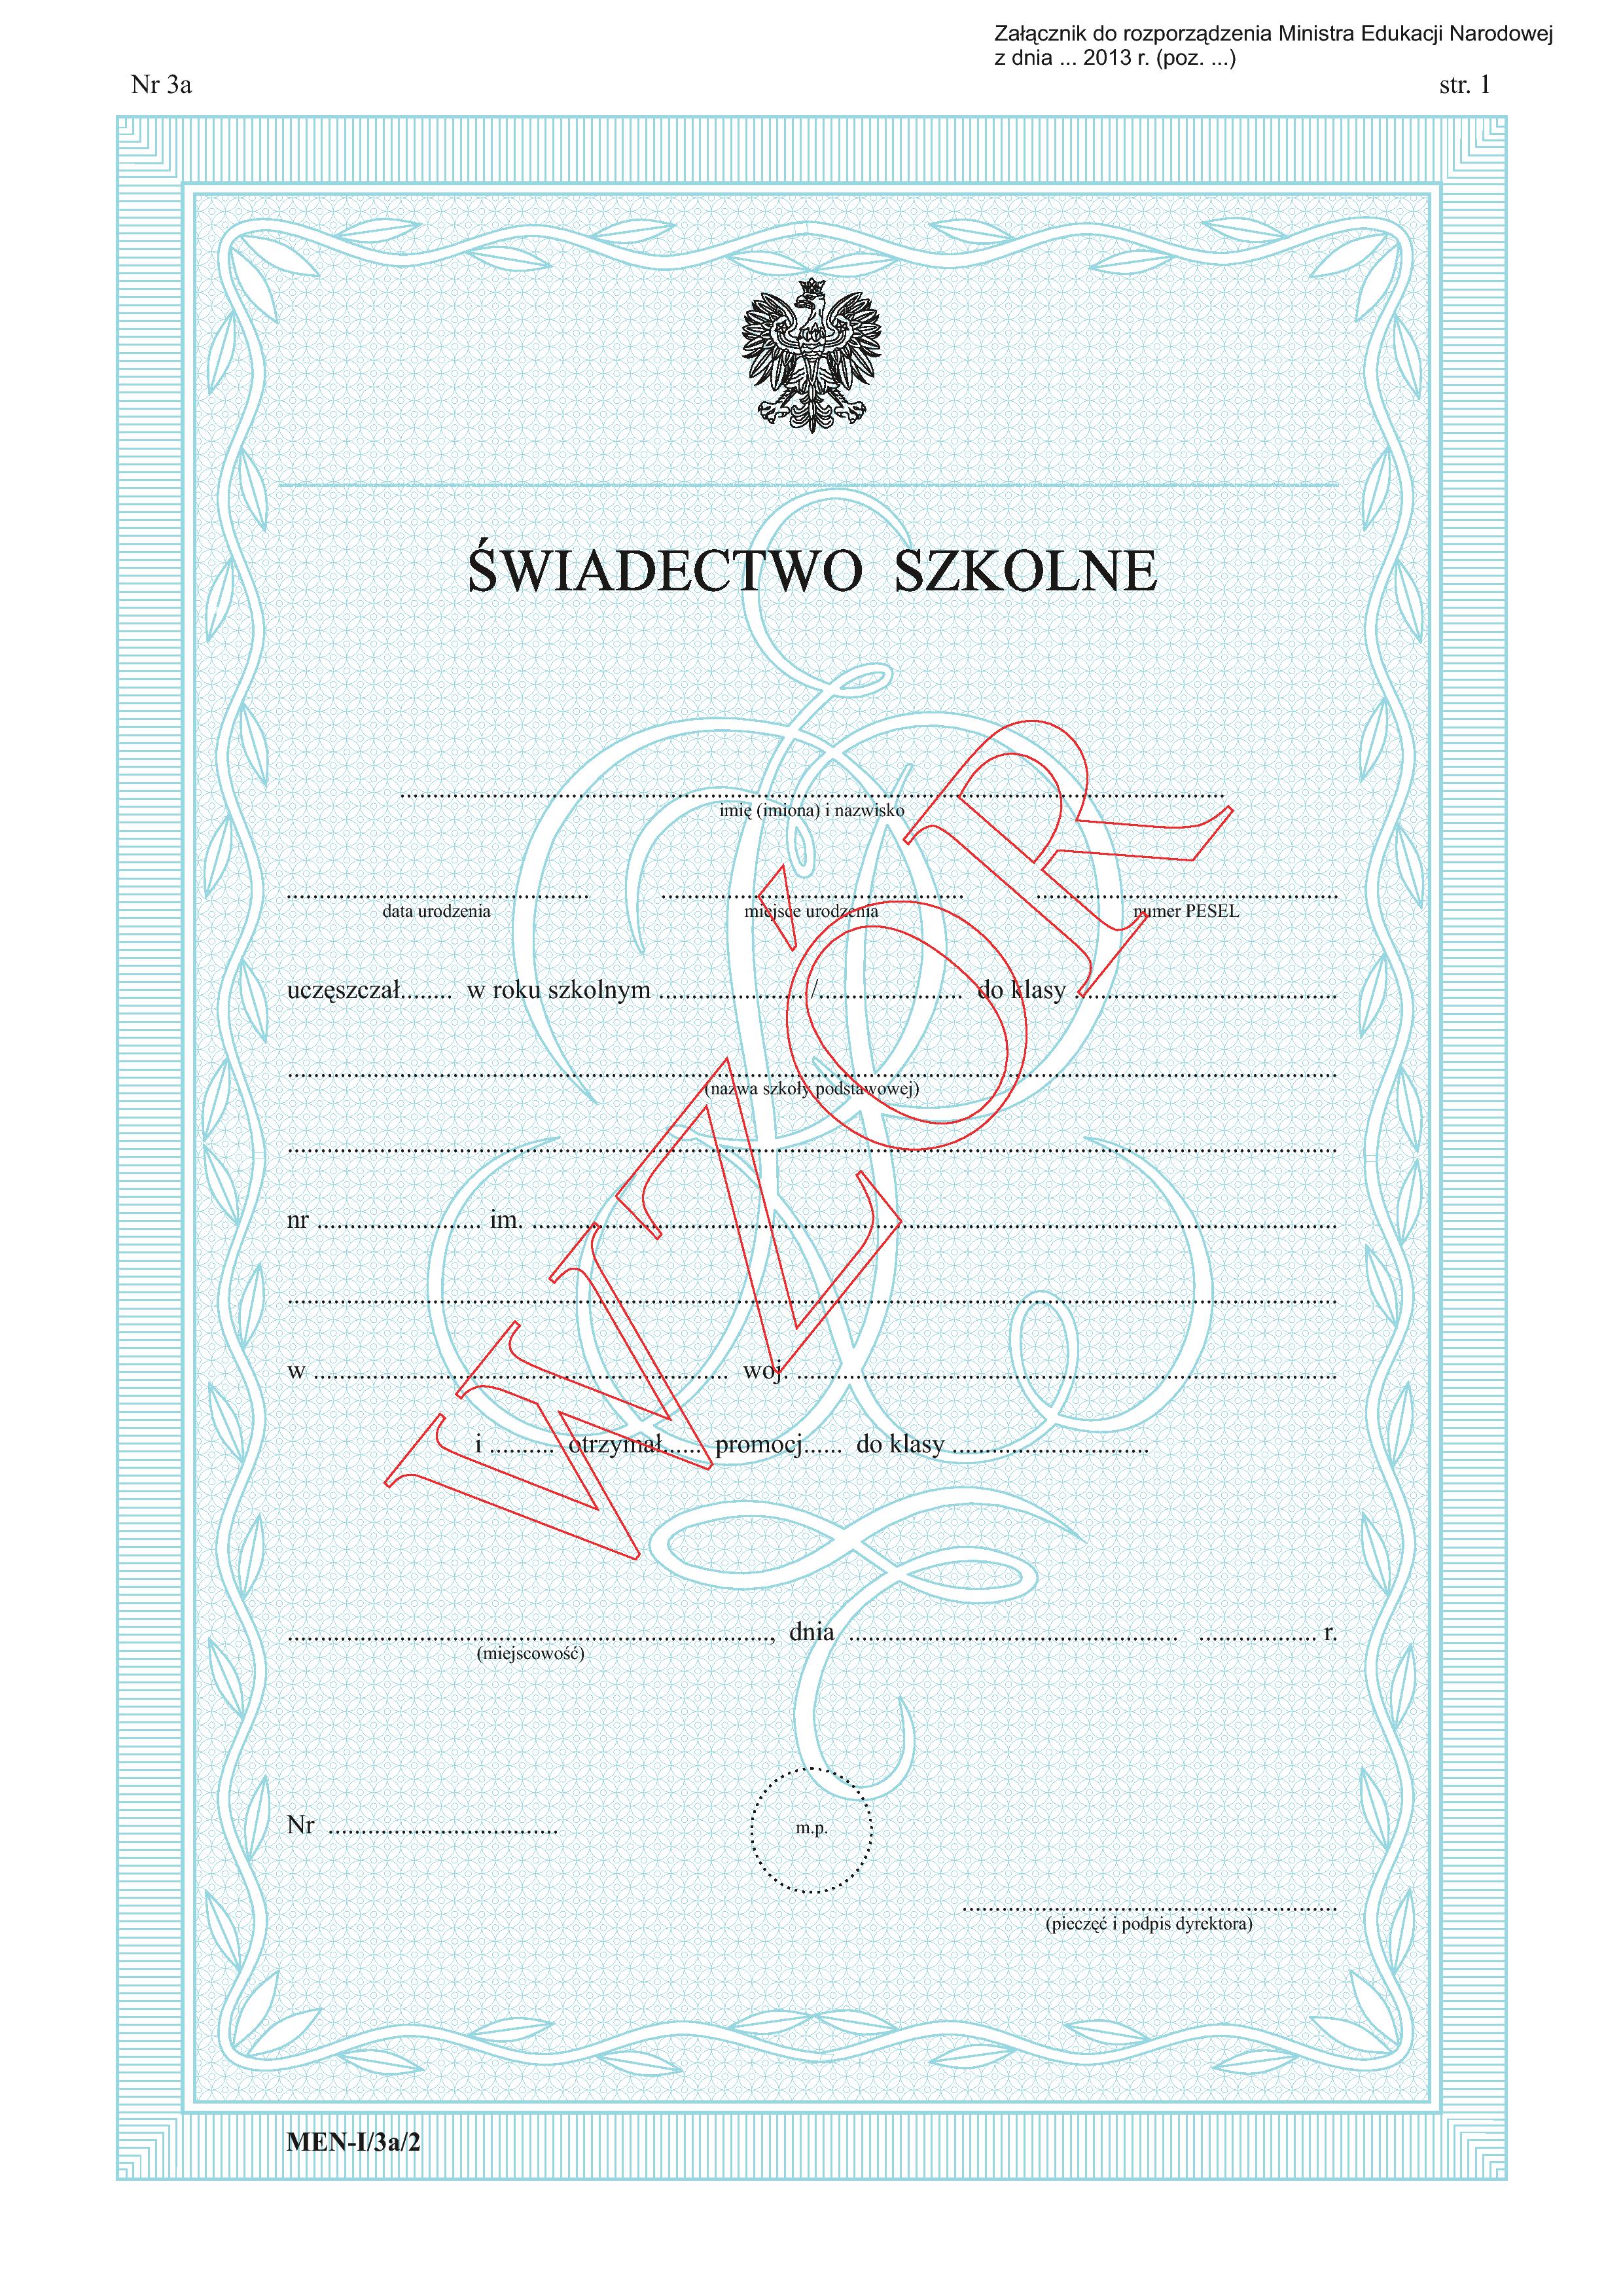 Załącznik do rozporządzenia Ministra Edukacji Narodowej
z dnia ... 2013 r. (poz. ...)
Nr 3a str. 1
ŚWIADECTWO SZKOLNE
imię (imiona) i nazwisko
data urodzenia miejsce urodzenia numer PESEL
uczęszczał........ w roku szkolnym ....................../...................... do klasy ........................................
(nazwa szkoły podstawowej)
nr ......................... im. ..........................................................................................
w ............................................................... woj. ..................................................................
i .......... otrzymał...... promocj...... do klasy ..............................
.........................................................................., dnia .................................................. .................. r.
(miejscowość)
Nr ...................................
m.p.
(pieczęć i podpis dyrektora)
MEN-I/3a/2
WZÓR